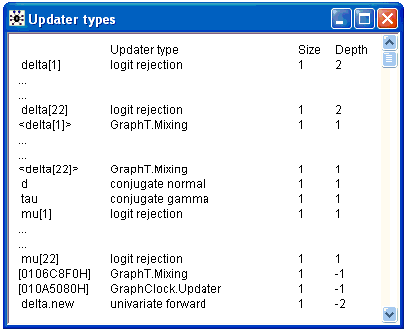 Updater types
Updater type Size Depth
delta[1] logit rejection 1 2
...
...
delta[22] logit rejection 1 2
<delta[1]> GraphT.Mixing 1 1
...
...
<delta[22]> GraphT.Mixing 1 1
d conjugate normal 1 1
tau conjugate gamma 1 1
mu[1] logit rejection 1 1
...
...
mu[22] logit rejection 1 1
[0106C8F0H] GraphT.Mixing 1 -1
[010A5080H] GraphClock.Updater 1 -1
delta.new univariate forward 1 -2